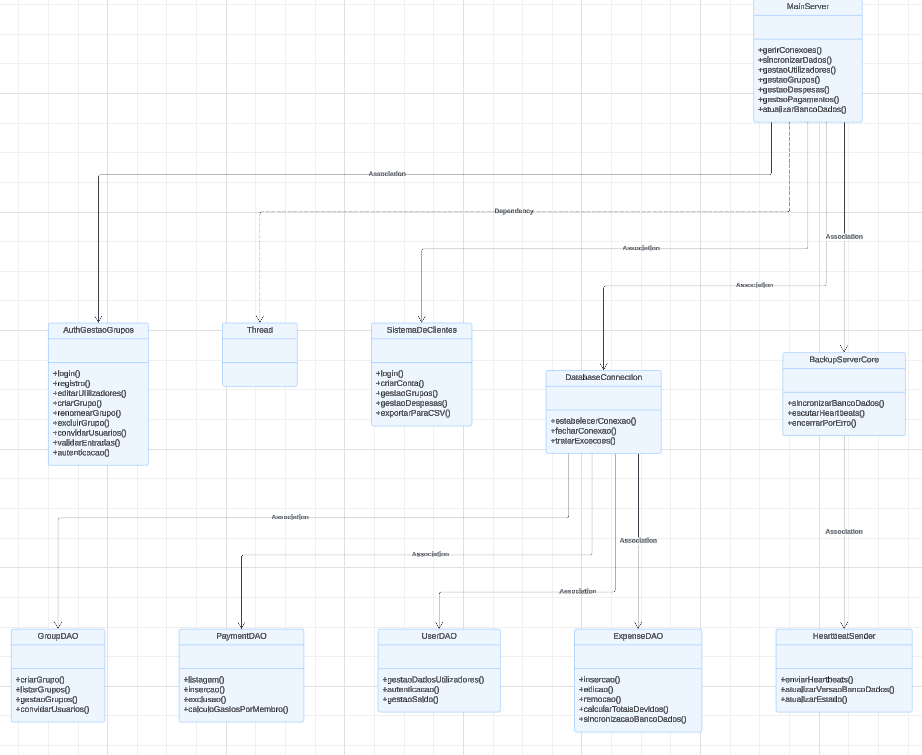 MainServer
+gerirConexoes()
+sincronizarDados()
+gestaoUtilizadores()
+gestaoGrupos()
+gestaoDespesas()
+gestaoPagamentos()
+atualizarBancoDados()
Association
Dependency
Association
Association
Association
AuthGestaoGrupos
+login()
+registro()
+editarUtilizadores()
+criarGrupo()
+renomearGrupo()
+excluirGrupo()
+convidarUsuarios()
+validarEntradas()
+autenticacao()
Thread
SistemaDeClientes
+login()
+criarConta()
+gestaoGrupos()
+gestaoDespesas()
+exportarParaCSV()
DatabaseConnection
+estabelecerConexao()
+fecharConexao()
+tratarExcecoes()
BackupServerCore
+sincronizarBancoDados()
+escutarHeartbeats()
+encerrarPorErro()
Association
Association
Association
Association
Association
GroupDAO
+criarGrupo()
+listarGrupos()
+gestaoGrupos()
+convidarUsuarios()
PaymentDAO
+listagem()
+insercao()
+exclusao()
+calculoGastosPorMembro()
UserDAO
+gestaoDadosUtilizadores()
+autenticacao()
+gestaoSaldo()
ExpenseDAO
+insercao()
+edicao()
+remocao()
+calcularTotaisDevidos()
+sincronizacaoBancoDados()
HeartbeatSender
+enviarHeartbeats()
+atualizarVersaoBancoDados()
+atualizarEstado()